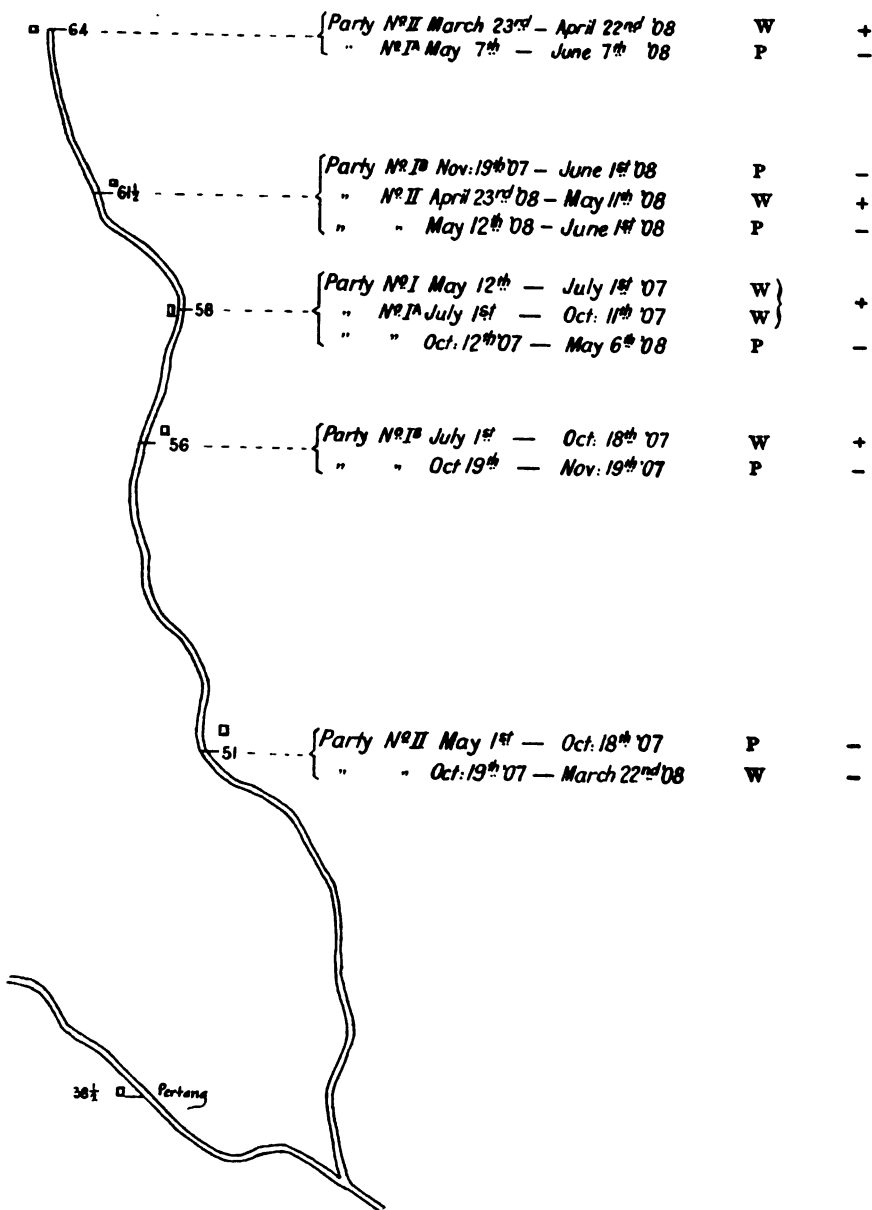 64 Party Nº II March 23rd – April 22nd '08 W +
" Nº IA May 7th – June 7th '08 P –
61½ Party Nº IB Nov: 19th '07 – June 1st '08 P –
" Nº II April 23rd '08 – May 11th '08 W +
" " May 12th '08 – June 1st '08 P –
58 Party Nº I May 12th — July 1st '07 W +
" Nº IA July 1st — Oct: 11th '07 W
" " Oct: 12th '07 — May 6th '08 P –
56 Party Nº IB July 1st — Oct: 18th '07 W +
" " Oct 19th — Nov: 19th '07 P –
51 Party Nº II May 1st — Oct: 18th '07 P –
" " Oct: 19th '07 — March 22nd '08 W –
38½ Pertang